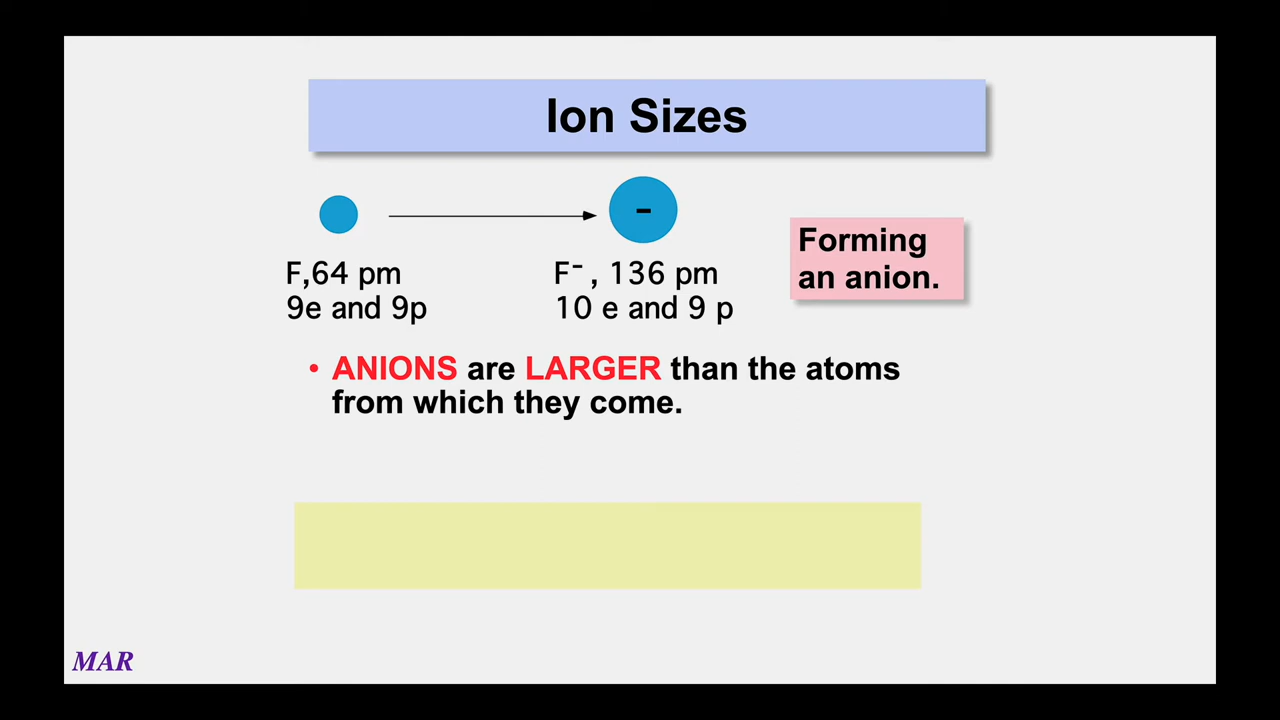 Ion Sizes
-
F,64 pm
9e and 9p
F⁻ , 136 pm
10 e and 9 p
Forming
an anion.
• ANIONS are LARGER than the atoms
from which they come.
MAR